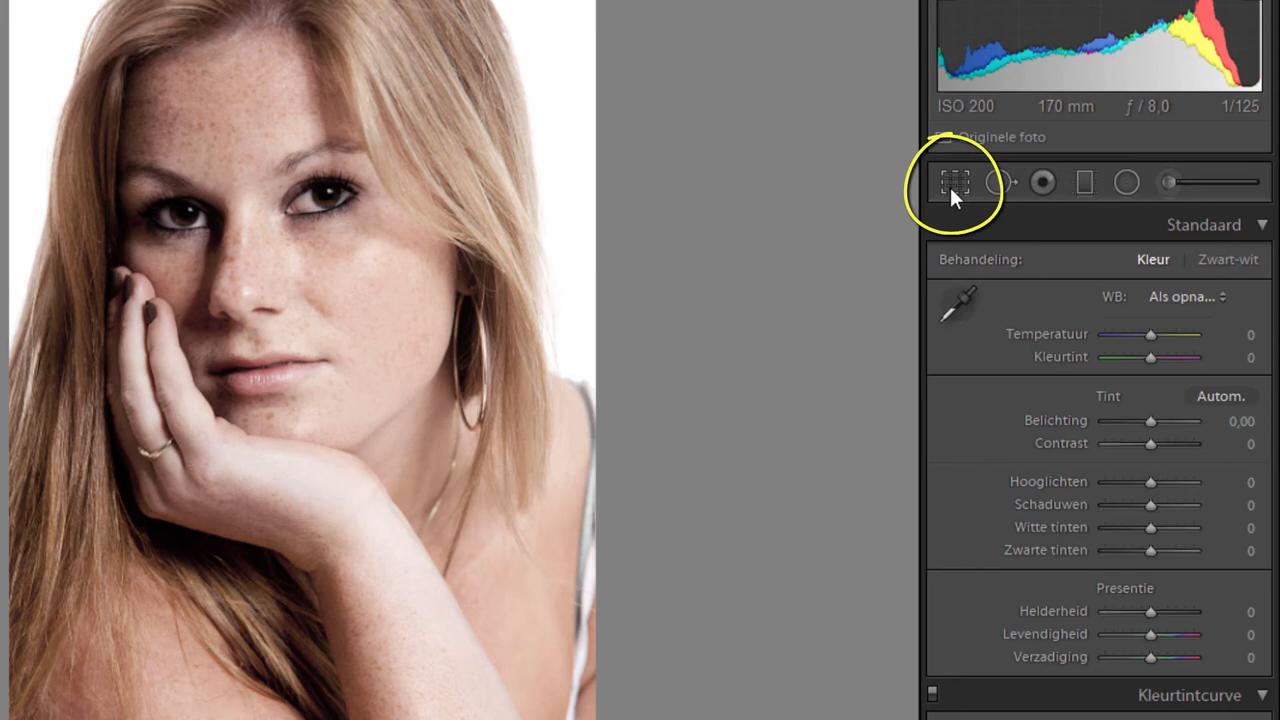 ISO 200 170 mm ƒ / 8,0 1/125
Originele foto
Standaard
Behandeling: Kleur | Zwart-wit
WB: Als opna...
Temperatuur 0
Kleurtint 0
Tint Autom.
Belichting 0,00
Contrast 0
Hooglichten 0
Schaduwen 0
Witte tinten 0
Zwarte tinten 0
Presentie
Helderheid 0
Levendigheid 0
Verzadiging 0
Kleurtintcurve